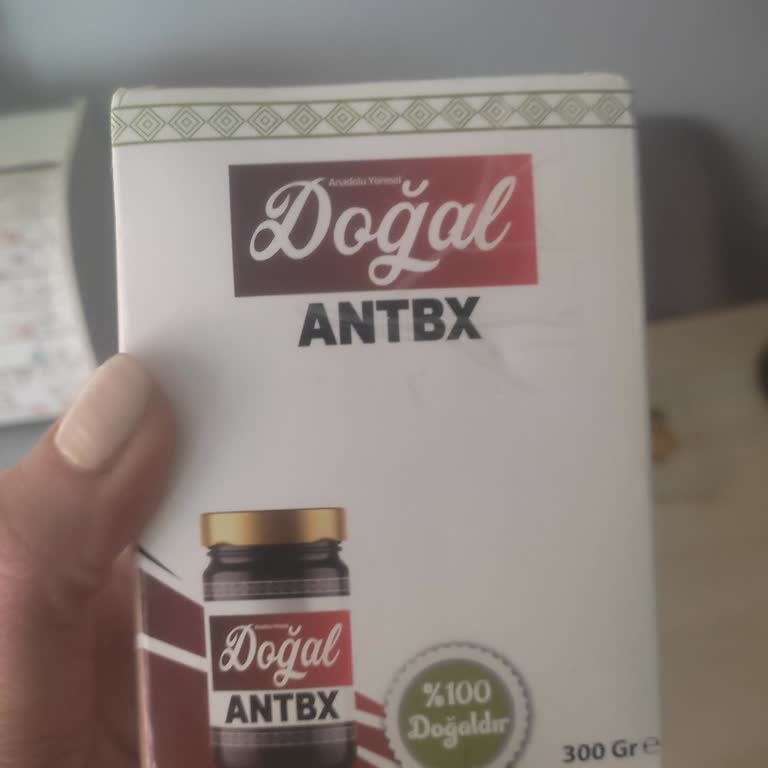 Anadolu Yöresel
Doğal
ANTBX
Doğal
ANTBX
%100
Doğaldır
300 Gr e